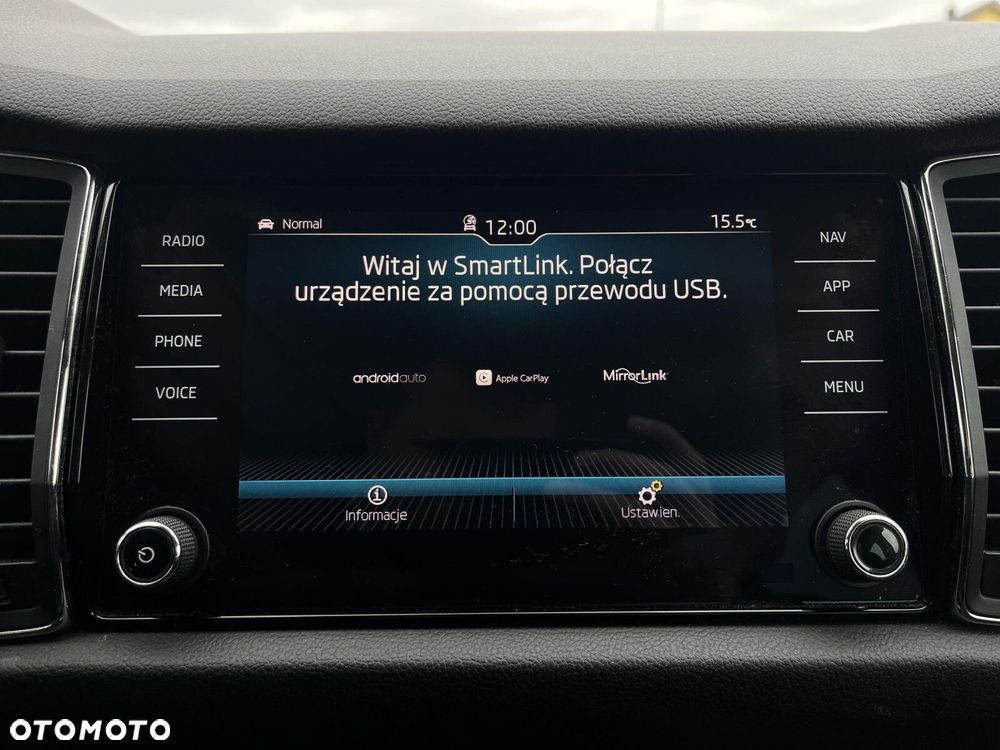 Normal
12:00
15.5°C
RADIO
MEDIA
PHONE
VOICE
Witaj w SmartLink. Połącz
urządzenie za pomocą przewodu USB.
androidauto
Apple CarPlay
MirrorLink
Informacje
Ustawien.
NAV
APP
CAR
MENU
OTOMOTO